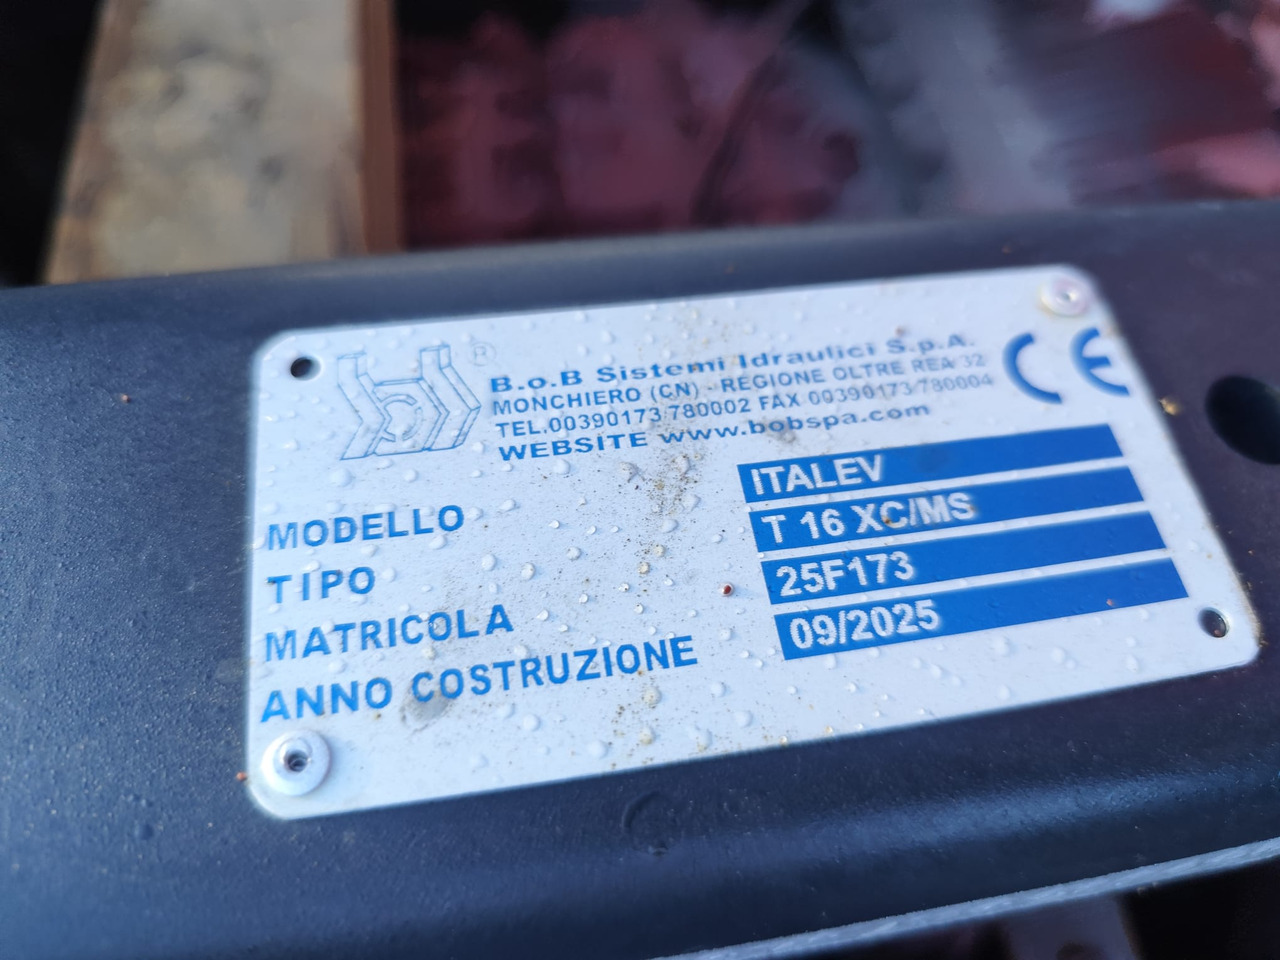 ®
B.o.B Sistemi Idraulici S.p.A.
MONCHIERO (CN) - REGIONE OLTRE REA 32
TEL.00390173/780002 FAX 00390173/780004
WEBSITE www.bobspa.com
CE
MODELLO ITALEV
TIPO T 16 XC/MS
MATRICOLA 25F173
ANNO COSTRUZIONE 09/2025